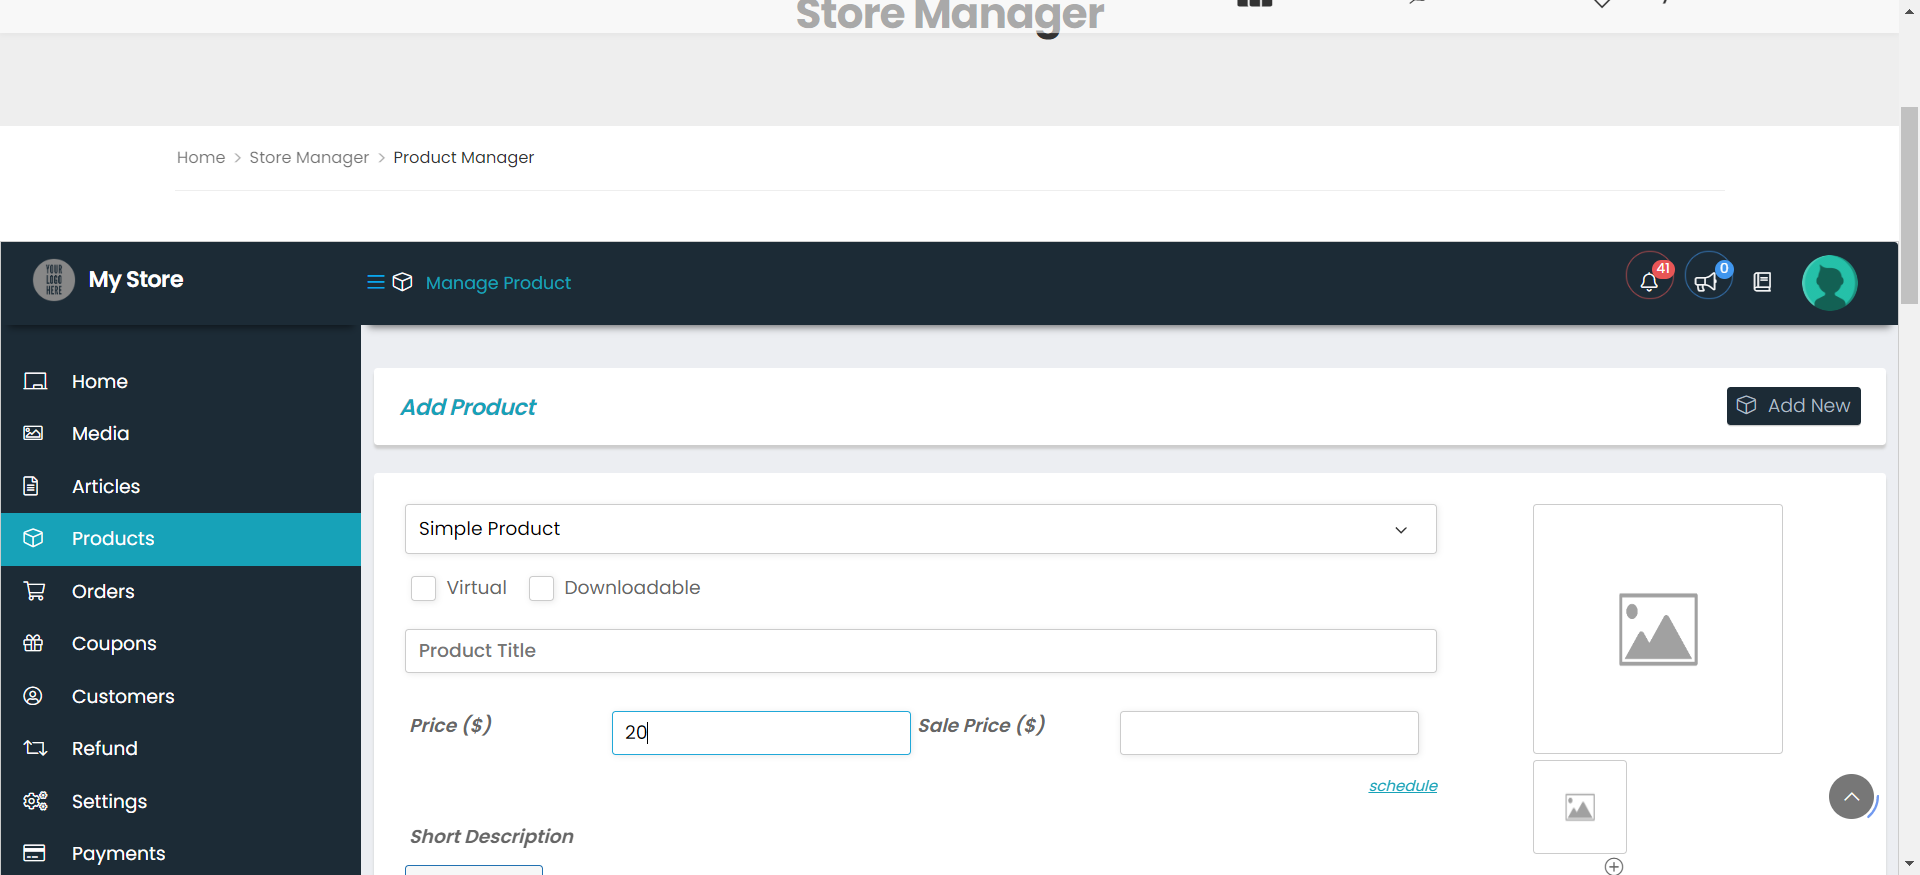 Store Manager
Home > Store Manager > Product Manager
YOUR
LOGO
HERE
My Store
Manage Product
41
0
Home
Media
Articles
Products
Orders
Coupons
Customers
Refund
Settings
Payments
Add Product
Add New
Simple Product
Virtual
Downloadable
Product Title
Price ($)
20
Sale Price ($)
schedule
Short Description